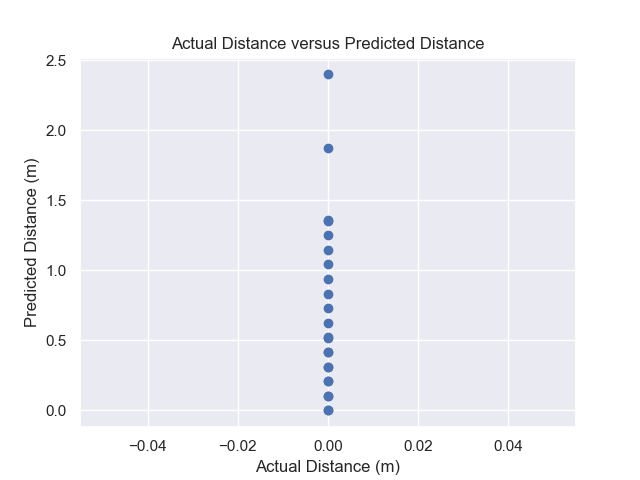 Actual Distance versus Predicted Distance
2.5
2.0
1.5
1.0
0.5
0.0
Predicted Distance (m)
−0.04 −0.02 0.00 0.02 0.04
Actual Distance (m)